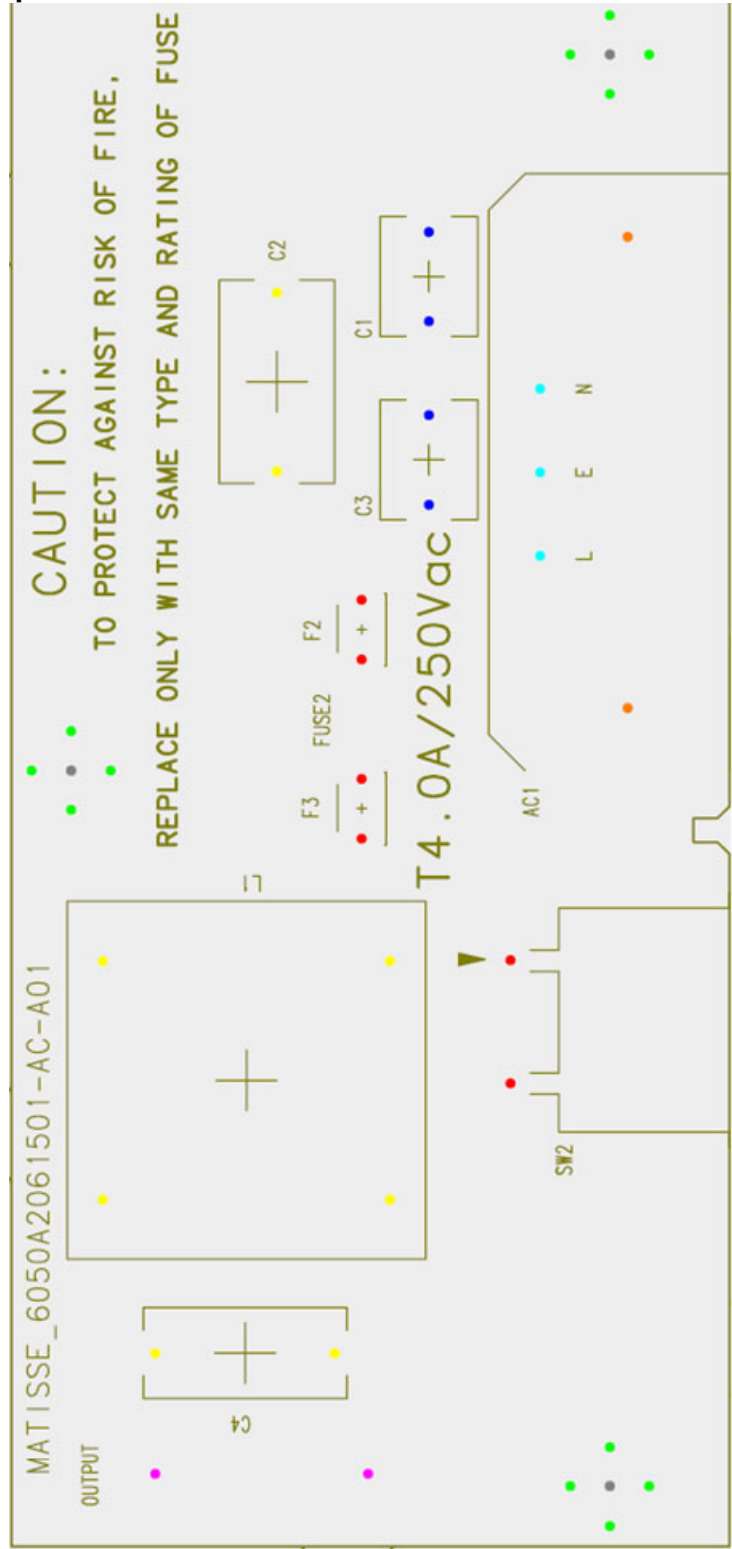 CAUTION:
TO PROTECT AGAINST RISK OF FIRE,
REPLACE ONLY WITH SAME TYPE AND RATING OF FUSE
C2
C1
C3
N
E
L
F2
FUSE2
F3
T4.0A/250Vac
AC1
L1
MATISSE_6050A2061501-AC-A01
SW2
C4
OUTPUT